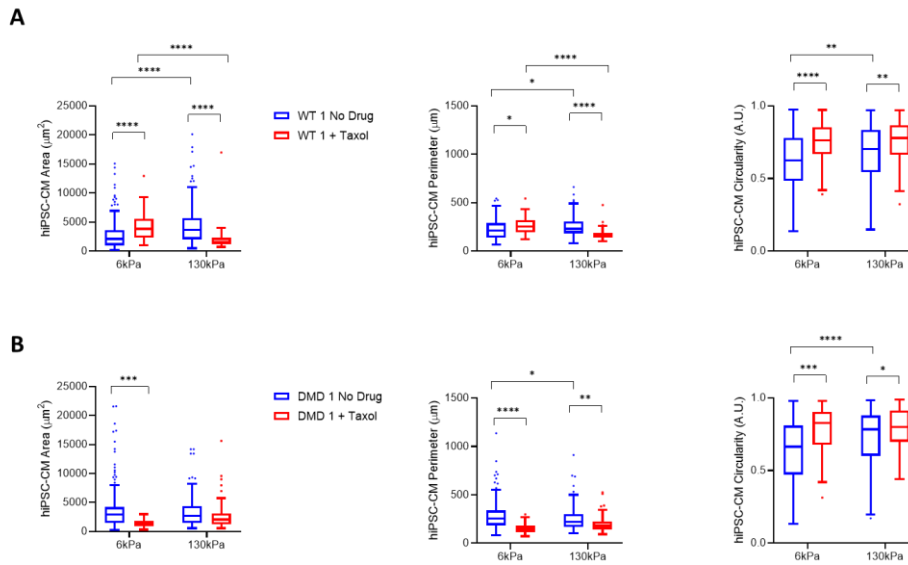 A
**** **** **
**** * ****
**** **** * **** **** **
25000
20000
15000
10000
5000
0
hiPSC-CM Area (μm²)
6kPa 130kPa
WT 1 No Drug
WT 1 + Taxol
1500
1000
500
0
hiPSC-CM Perimeter (μm)
6kPa 130kPa
1.0
0.5
0.0
hiPSC-CM Circularity (A.U.)
6kPa 130kPa
B
*** * ****
**** ** *** *
25000
20000
15000
10000
5000
0
hiPSC-CM Area (μm²)
6kPa 130kPa
DMD 1 No Drug
DMD 1 + Taxol
1500
1000
500
0
hiPSC-CM Perimeter (μm)
6kPa 130kPa
1.0
0.5
0.0
hiPSC-CM Circularity (A.U.)
6kPa 130kPa